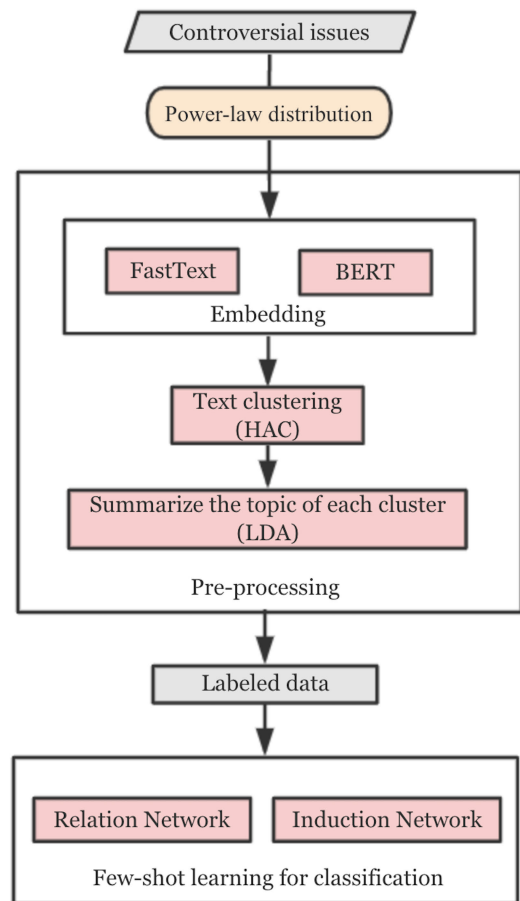 Controversial issues
Power-law distribution
FastText
BERT
Embedding
Text clustering
(HAC)
Summarize the topic of each cluster
(LDA)
Pre-processing
Labeled data
Relation Network
Induction Network
Few-shot learning for classification